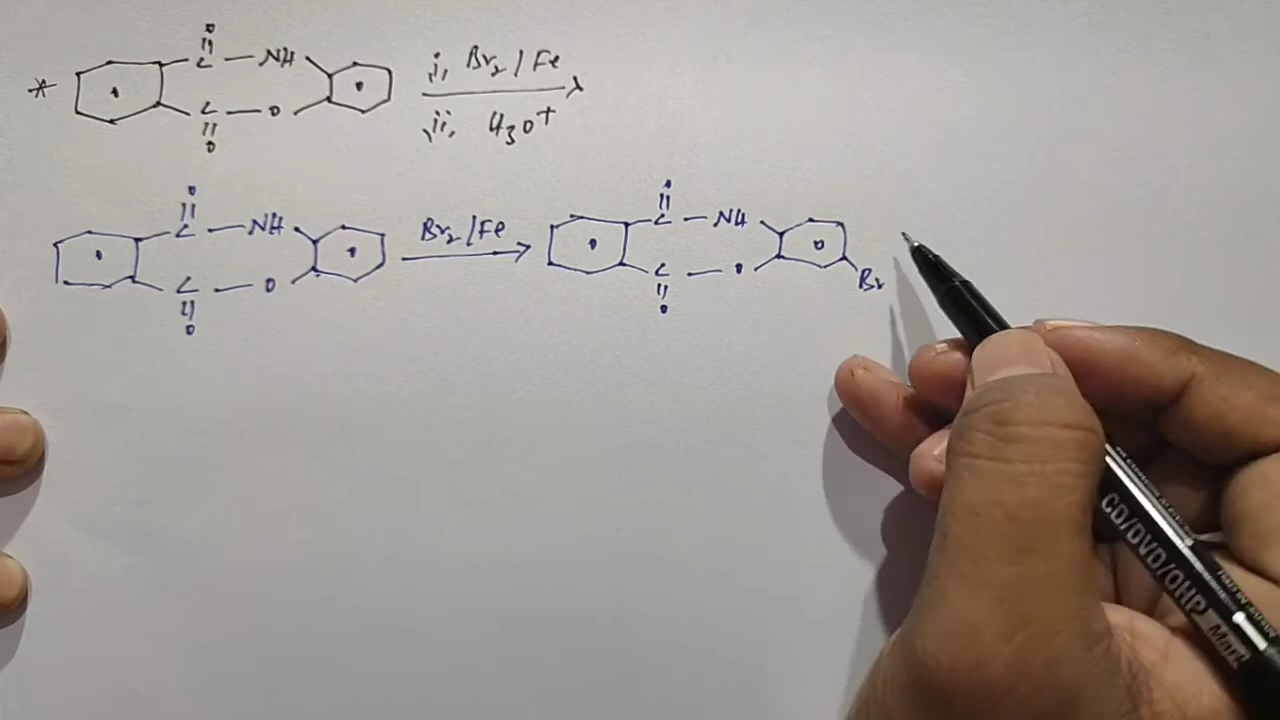 O
C — NH
i, Br₂ / Fe
*
ii, H₃O⁺
C — O
O
O
C — NH
Br₂ / Fe
C — O
O
O
C — NH
C — O
Br
O
CD/DVD/OHP